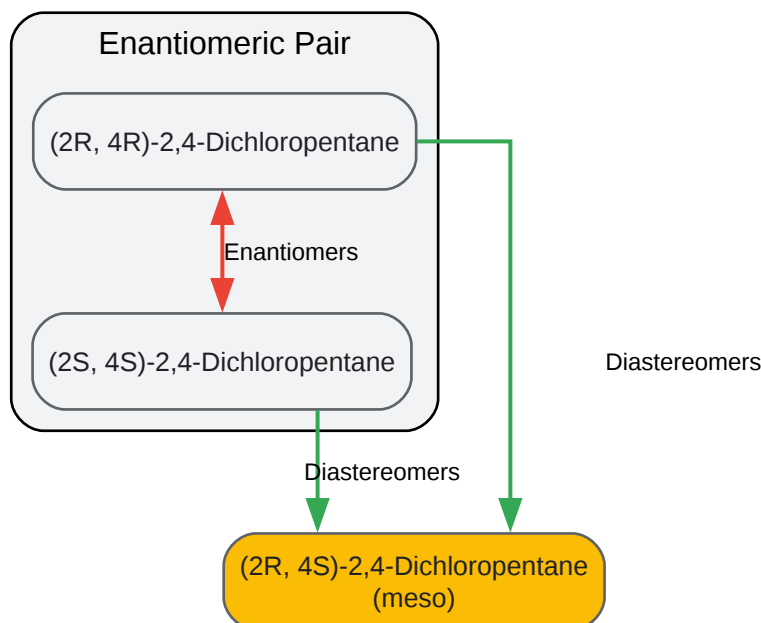 Enantiomeric Pair
(2R, 4R)-2,4-Dichloropentane
Enantiomers
(2S, 4S)-2,4-Dichloropentane
Diastereomers
Diastereomers
(2R, 4S)-2,4-Dichloropentane
(meso)